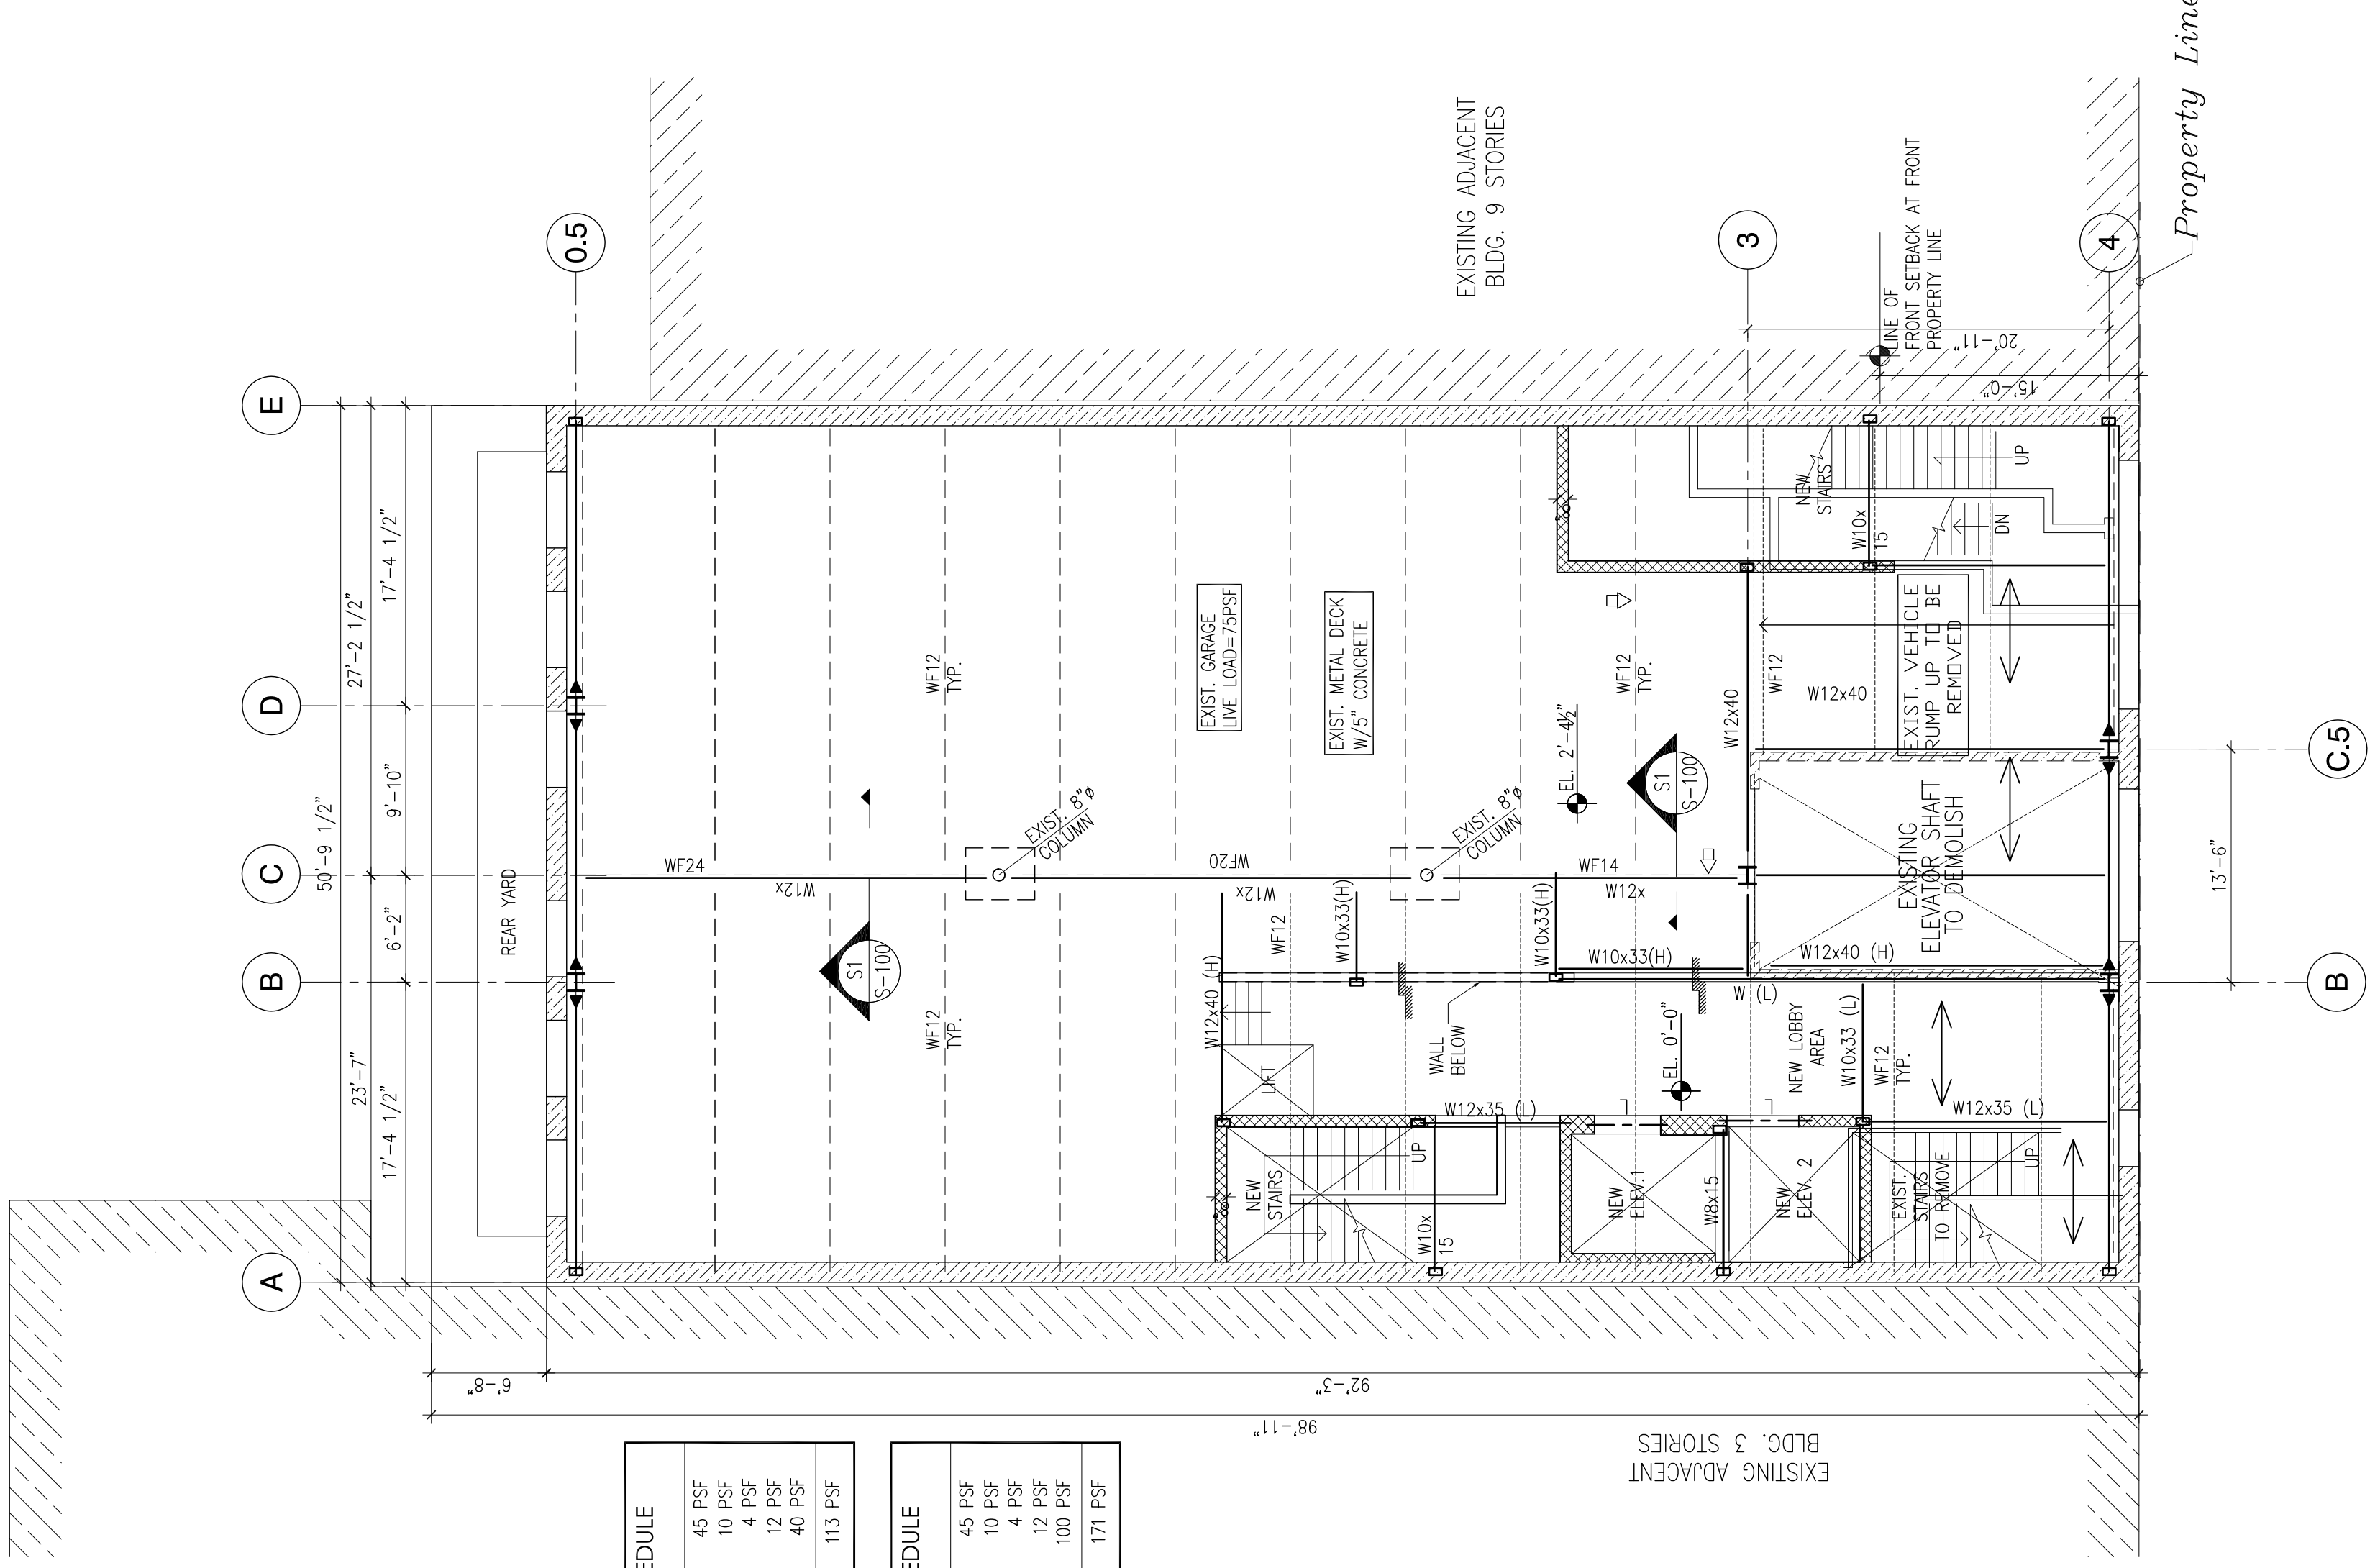 Property Line
EXISTING ADJACENT
BLDG. 9 STORIES
0.5
3
4
LINE OF
FRONT SETBACK AT FRONT
PROPERTY LINE
20'-11"
15'-0"
E
D
C
B
A
50'-9 1/2"
27'-2 1/2"
23'-7"
17'-4 1/2"
9'-10"
6'-2"
17'-4 1/2"
REAR YARD
C.5
B
13'-6"
WF12
TYP.
WF12
TYP.
EXIST. GARAGE
LIVE LOAD=75PSF
EXIST. METAL DECK
W/5" CONCRETE
WF12
TYP.
EL. 2'-4½"
S1
S-100
S1
S-100
EXIST. 8"ø
COLUMN
EXIST. 8"ø
COLUMN
WF24
W12x
WF20
W12x
WF14
W12x
8"
NEW
STAIRS
UP
DN
W10x
15
W12x40
WF12
W12x40
EXIST. VEHICLE
RUMP UP TO BE
REMOVED
EXISTING
ELEVATOR SHAFT
TO DEMOLISH
W12x40 (H)
WF12
W10x33(H)
W10x33(H)
W10x33(H)
W12x40 (H)
W (L)
WALL
BELOW
EL. 0'-0"
NEW LOBBY
AREA
W10x33 (L)
WF12
TYP.
LIFT
W12x35 (L)
W12x35 (L)
8"
NEW
STAIRS
UP
W10x
15
NEW
ELEV.1
W8x15
NEW
ELEV. 2
EXIST.
STAIRS
TO REMOVE
UP
6'-8"
92'-3"
98'-11"
EXISTING ADJACENT
BLDG. 3 STORIES
EDULE
45 PSF
10 PSF
4 PSF
12 PSF
40 PSF
113 PSF
EDULE
45 PSF
10 PSF
4 PSF
12 PSF
100 PSF
171 PSF